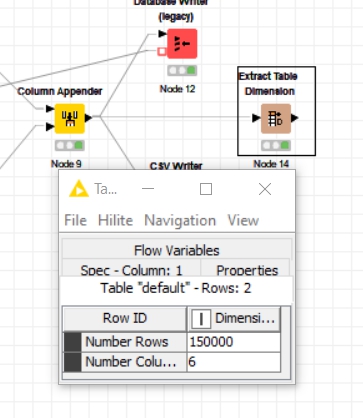 Database Writer
(legacy)
Node 12
Column Appender
Node 9
Extract Table
Dimension
D
Node 14
CSV Writer
Ta...
File Hilite Navigation View
Flow Variables
Spec - Column: 1 Properties
Table "default" - Rows: 2
Row ID I Dimensi...
Number Rows 150000
Number Colu... 6